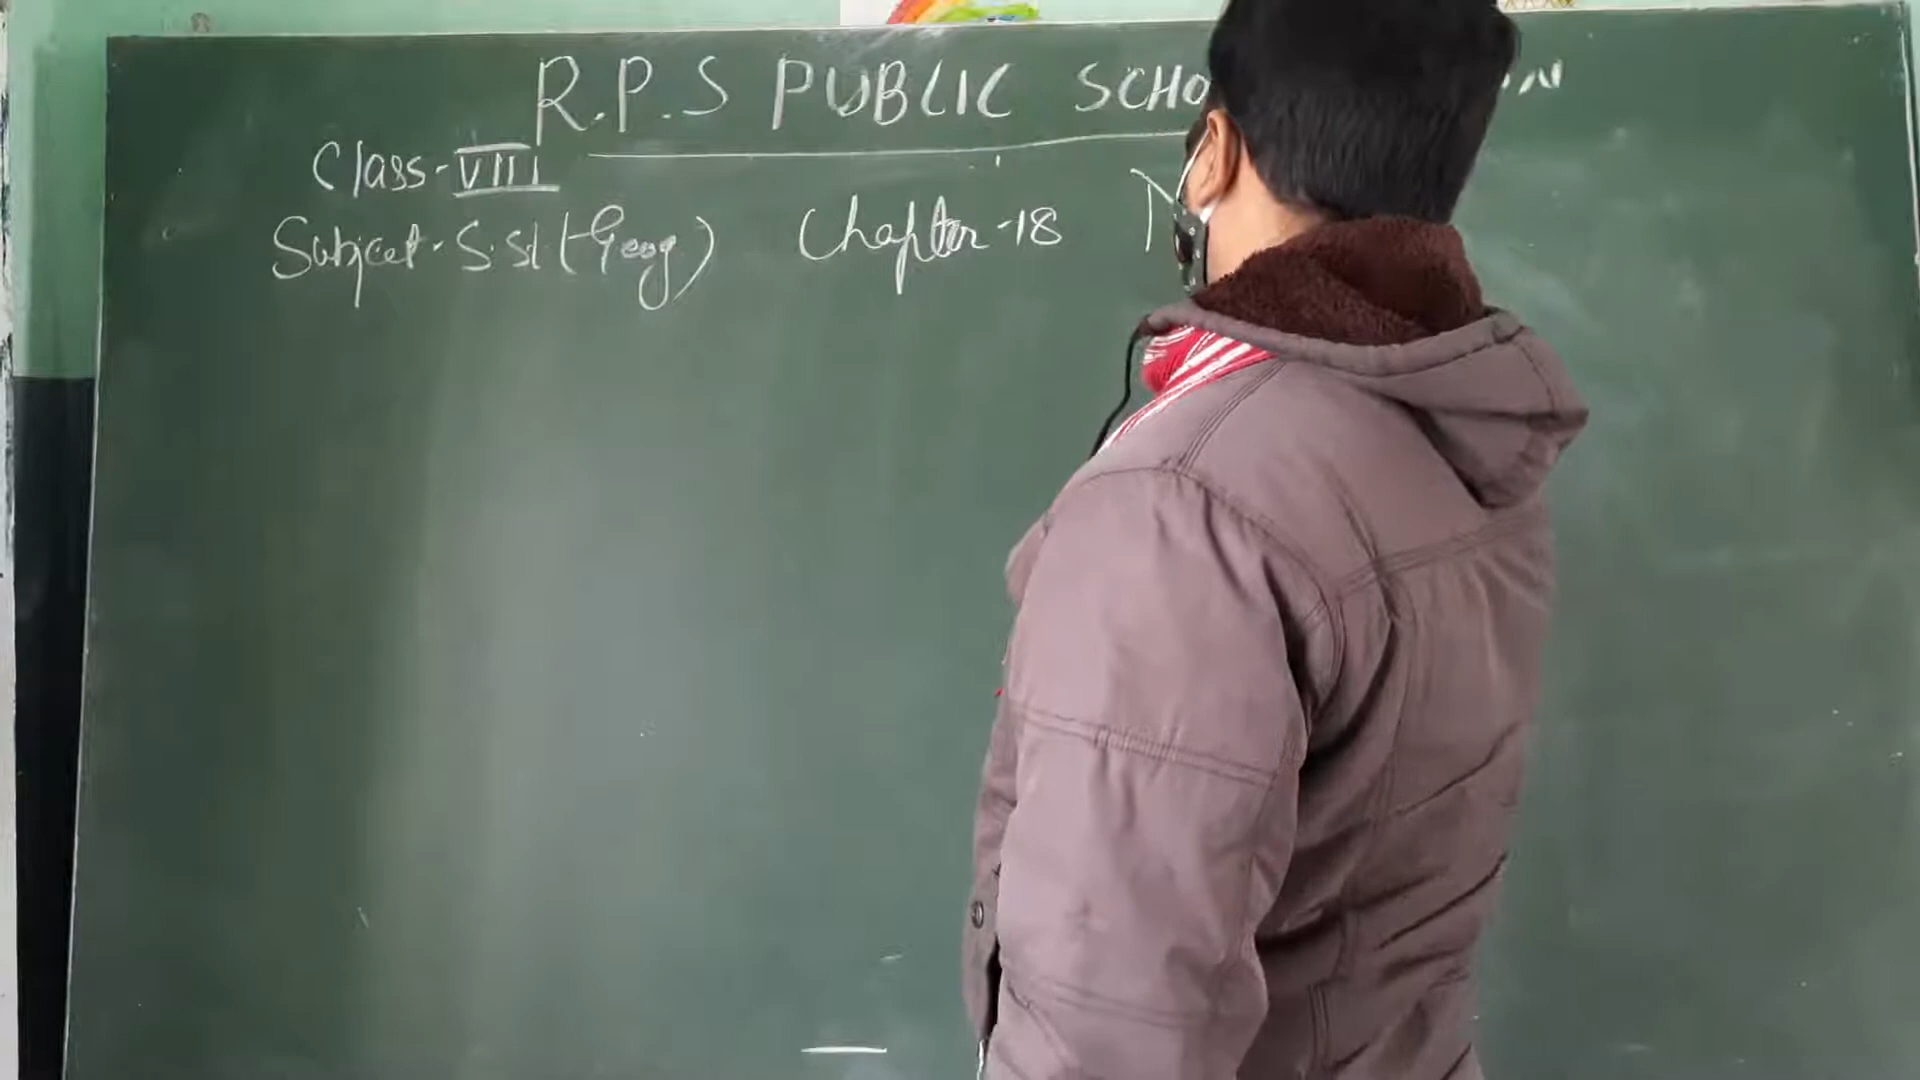 R.P.S PUBLIC SCHO
Class-VIII
Subject-S.St (Geog) Chapter-18